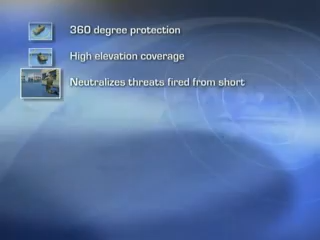 360 degree protection
High elevation coverage
Neutralizes threats fired from short